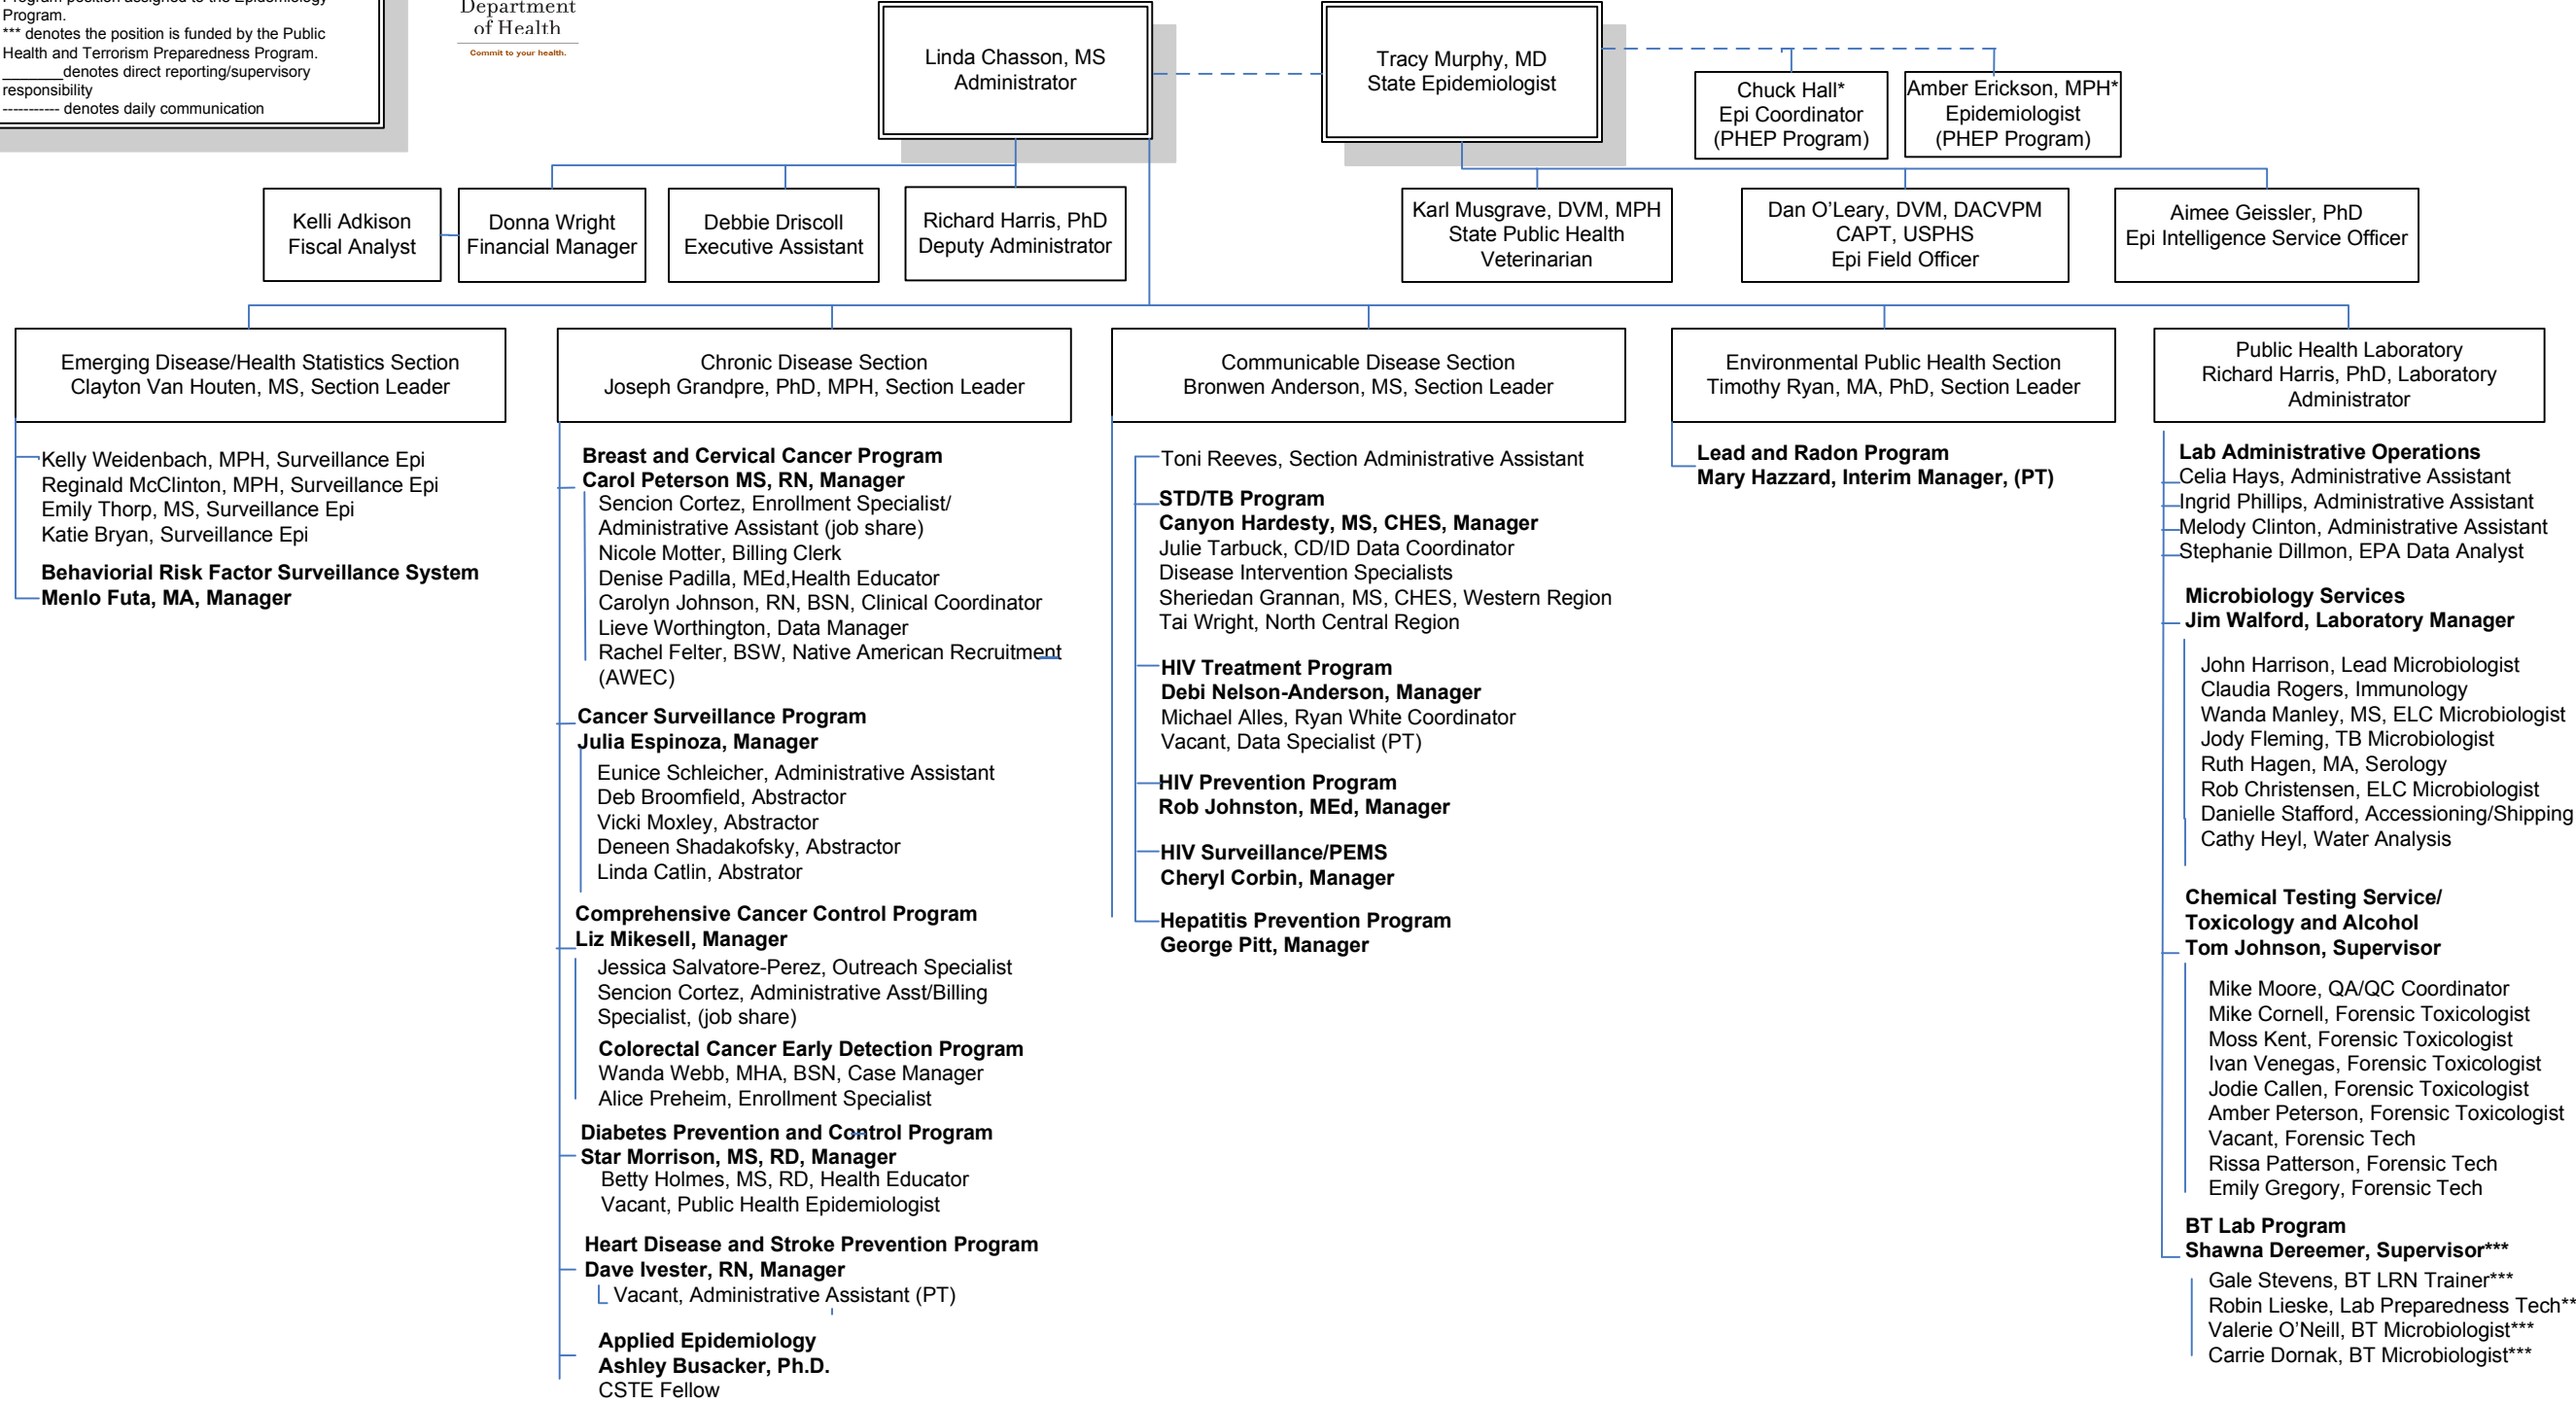 Program.
*** denotes the position is funded by the Public
Health and Terrorism Preparedness Program.
_______denotes direct reporting/supervisory
responsibility
----------- denotes daily communication
Department
of Health
Commit to your health.
Linda Chasson, MS
Administrator
Tracy Murphy, MD
State Epidemiologist
Chuck Hall*
Epi Coordinator
(PHEP Program)
Amber Erickson, MPH*
Epidemiologist
(PHEP Program)
Kelli Adkison
Fiscal Analyst
Donna Wright
Financial Manager
Debbie Driscoll
Executive Assistant
Richard Harris, PhD
Deputy Administrator
Karl Musgrave, DVM, MPH
State Public Health
Veterinarian
Dan O'Leary, DVM, DACVPM
CAPT, USPHS
Epi Field Officer
Aimee Geissler, PhD
Epi Intelligence Service Officer
Emerging Disease/Health Statistics Section
Clayton Van Houten, MS, Section Leader
Kelly Weidenbach, MPH, Surveillance Epi
Reginald McClinton, MPH, Surveillance Epi
Emily Thorp, MS, Surveillance Epi
Katie Bryan, Surveillance Epi
Behaviorial Risk Factor Surveillance System
Menlo Futa, MA, Manager
Chronic Disease Section
Joseph Grandpre, PhD, MPH, Section Leader
Breast and Cervical Cancer Program
Carol Peterson MS, RN, Manager
Sencion Cortez, Enrollment Specialist/
Administrative Assistant (job share)
Nicole Motter, Billing Clerk
Denise Padilla, MEd,Health Educator
Carolyn Johnson, RN, BSN, Clinical Coordinator
Lieve Worthington, Data Manager
Rachel Felter, BSW, Native American Recruitment
(AWEC)
Cancer Surveillance Program
Julia Espinoza, Manager
Eunice Schleicher, Administrative Assistant
Deb Broomfield, Abstractor
Vicki Moxley, Abstractor
Deneen Shadakofsky, Abstractor
Linda Catlin, Abstrator
Comprehensive Cancer Control Program
Liz Mikesell, Manager
Jessica Salvatore-Perez, Outreach Specialist
Sencion Cortez, Administrative Asst/Billing
Specialist, (job share)
Colorectal Cancer Early Detection Program
Wanda Webb, MHA, BSN, Case Manager
Alice Preheim, Enrollment Specialist
Diabetes Prevention and Control Program
Star Morrison, MS, RD, Manager
Betty Holmes, MS, RD, Health Educator
Vacant, Public Health Epidemiologist
Heart Disease and Stroke Prevention Program
Dave Ivester, RN, Manager
Vacant, Administrative Assistant (PT)
Applied Epidemiology
Ashley Busacker, Ph.D.
CSTE Fellow
Communicable Disease Section
Bronwen Anderson, MS, Section Leader
Toni Reeves, Section Administrative Assistant
STD/TB Program
Canyon Hardesty, MS, CHES, Manager
Julie Tarbuck, CD/ID Data Coordinator
Disease Intervention Specialists
Sheriedan Grannan, MS, CHES, Western Region
Tai Wright, North Central Region
HIV Treatment Program
Debi Nelson-Anderson, Manager
Michael Alles, Ryan White Coordinator
Vacant, Data Specialist (PT)
HIV Prevention Program
Rob Johnston, MEd, Manager
HIV Surveillance/PEMS
Cheryl Corbin, Manager
Hepatitis Prevention Program
George Pitt, Manager
Environmental Public Health Section
Timothy Ryan, MA, PhD, Section Leader
Lead and Radon Program
Mary Hazzard, Interim Manager, (PT)
Public Health Laboratory
Richard Harris, PhD, Laboratory
Administrator
Lab Administrative Operations
Celia Hays, Administrative Assistant
Ingrid Phillips, Administrative Assistant
Melody Clinton, Administrative Assistant
Stephanie Dillmon, EPA Data Analyst
Microbiology Services
Jim Walford, Laboratory Manager
John Harrison, Lead Microbiologist
Claudia Rogers, Immunology
Wanda Manley, MS, ELC Microbiologist
Jody Fleming, TB Microbiologist
Ruth Hagen, MA, Serology
Rob Christensen, ELC Microbiologist
Danielle Stafford, Accessioning/Shipping
Cathy Heyl, Water Analysis
Chemical Testing Service/
Toxicology and Alcohol
Tom Johnson, Supervisor
Mike Moore, QA/QC Coordinator
Mike Cornell, Forensic Toxicologist
Moss Kent, Forensic Toxicologist
Ivan Venegas, Forensic Toxicologist
Jodie Callen, Forensic Toxicologist
Amber Peterson, Forensic Toxicologist
Vacant, Forensic Tech
Rissa Patterson, Forensic Tech
Emily Gregory, Forensic Tech
BT Lab Program
Shawna Dereemer, Supervisor***
Gale Stevens, BT LRN Trainer***
Robin Lieske, Lab Preparedness Tech**
Valerie O'Neill, BT Microbiologist***
Carrie Dornak, BT Microbiologist***